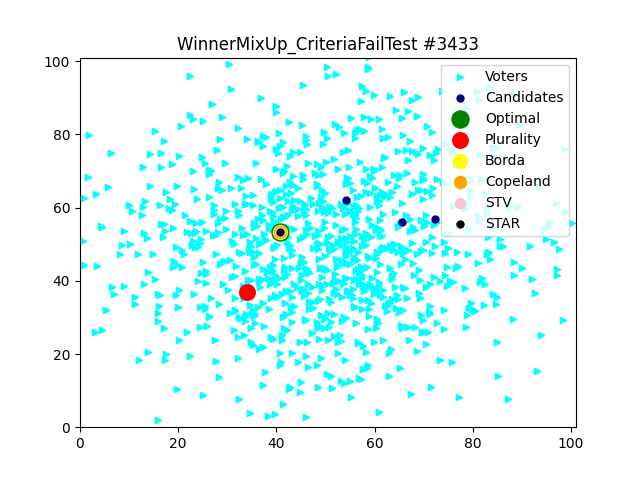 WinnerMixUp_CriteriaFailTest #3433
Voters
Candidates
Optimal
Plurality
Borda
Copeland
STV
STAR
100
80
60
40
20
0
0 20 40 60 80 100